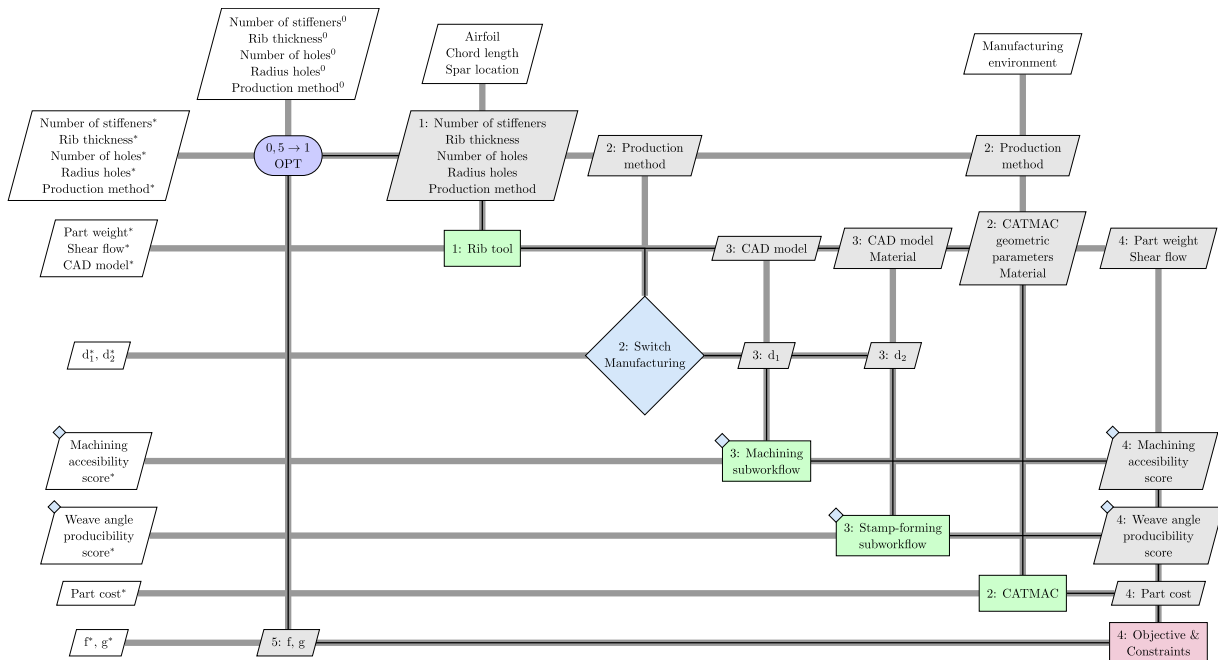 Number of stiffeners⁰
Rib thickness⁰
Number of holes⁰
Radius holes⁰
Production method⁰
Airfoil
Chord length
Spar location
Manufacturing
environment
Number of stiffeners*
Rib thickness*
Number of holes*
Radius holes*
Production method*
0, 5 → 1
OPT
1: Number of stiffeners
Rib thickness
Number of holes
Radius holes
Production method
2: Production
method
2: Production
method
Part weight*
Shear flow*
CAD model*
1: Rib tool
3: CAD model
3: CAD model
Material
2: CATMAC
geometric
parameters
Material
4: Part weight
Shear flow
d₁*, d₂*
2: Switch
Manufacturing
3: d₁
3: d₂
Machining
accesibility
score*
3: Machining
subworkflow
4: Machining
accesibility
score
Weave angle
producibility
score*
3: Stamp-forming
subworkflow
4: Weave angle
producibility
score
Part cost*
2: CATMAC
4: Part cost
f*, g*
5: f, g
4: Objective &
Constraints